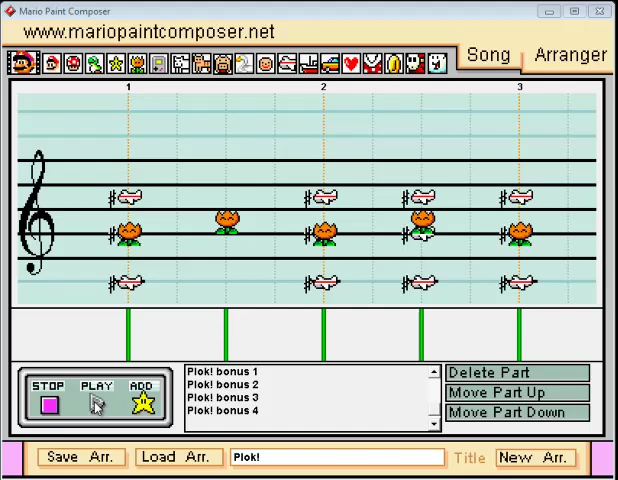 Mario Paint Composer
www.mariopaintcomposer.net
Song
Arranger
1
2
3
STOP
PLAY
ADD
Plok! bonus 1
Plok! bonus 2
Plok! bonus 3
Plok! bonus 4
Delete Part
Move Part Up
Move Part Down
Save Arr.
Load Arr.
Plok!
Title
New Arr.